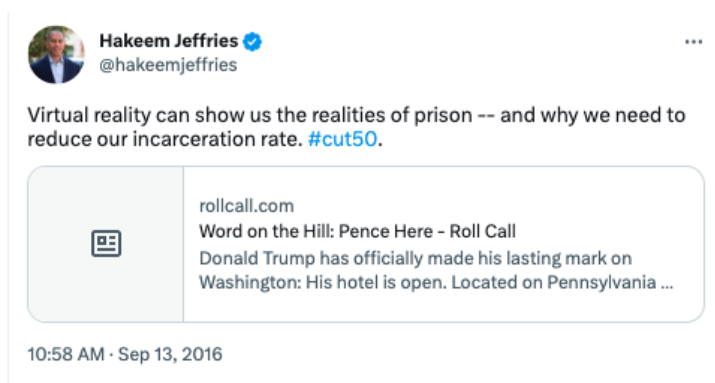 Hakeem Jeffries
@hakeemjeffries
Virtual reality can show us the realities of prison -- and why we need to
reduce our incarceration rate. #cut50.
rollcall.com
Word on the Hill: Pence Here - Roll Call
Donald Trump has officially made his lasting mark on
Washington: His hotel is open. Located on Pennsylvania ...
10:58 AM · Sep 13, 2016